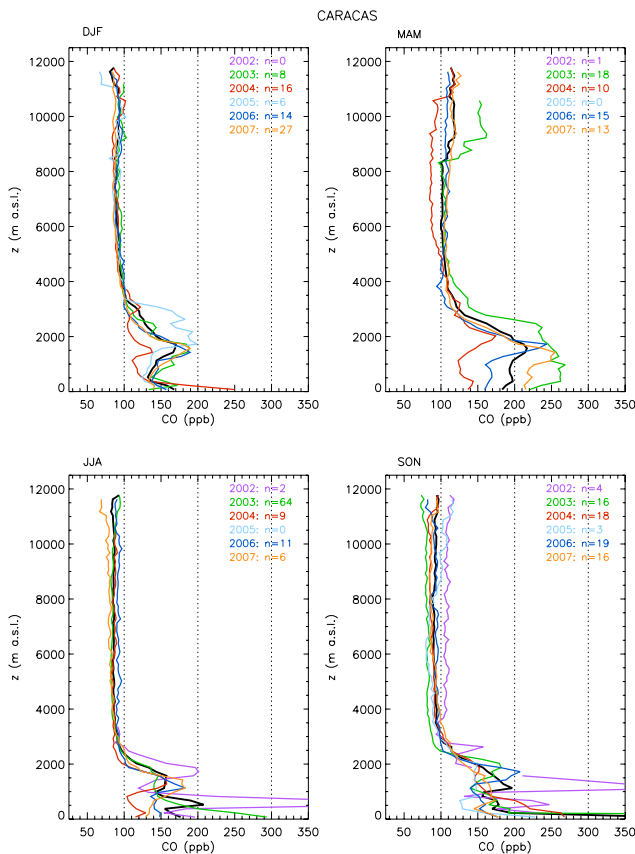 CARACAS
DJF
12000
10000
8000
6000
4000
2000
0
z (m a.s.l.)
2002: n=0
2003: n=8
2004: n=16
2005: n=6
2006: n=14
2007: n=27
50 100 150 200 250 300 350
CO (ppb)
MAM
12000
10000
8000
6000
4000
2000
0
z (m a.s.l.)
2002: n=1
2003: n=18
2004: n=10
2005: n=0
2006: n=15
2007: n=13
50 100 150 200 250 300 350
CO (ppb)
JJA
12000
10000
8000
6000
4000
2000
0
z (m a.s.l.)
2002: n=2
2003: n=64
2004: n=9
2005: n=0
2006: n=11
2007: n=6
50 100 150 200 250 300 350
CO (ppb)
SON
12000
10000
8000
6000
4000
2000
0
z (m a.s.l.)
2002: n=4
2003: n=16
2004: n=18
2005: n=3
2006: n=19
2007: n=16
50 100 150 200 250 300 350
CO (ppb)